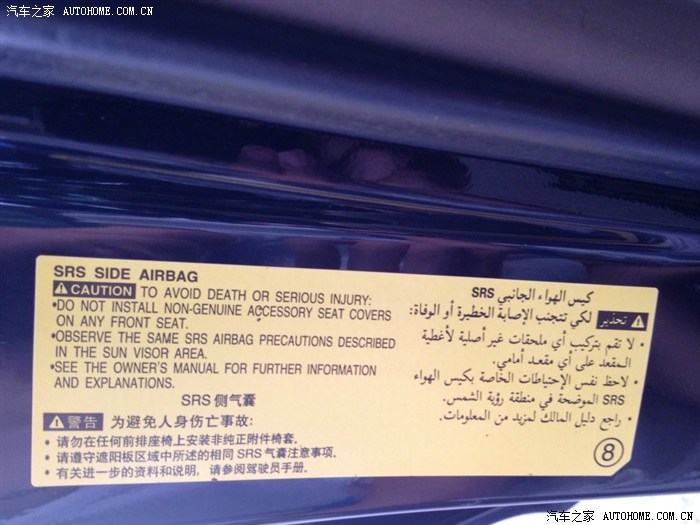 汽车之家 AUTOHOME.COM.CN
SRS SIDE AIRBAG
CAUTION TO AVOID DEATH OR SERIOUS INJURY:
•DO NOT INSTALL NON-GENUINE ACCESSORY SEAT COVERS
ON ANY FRONT SEAT.
•OBSERVE THE SAME SRS AIRBAG PRECAUTIONS DESCRIBED
IN THE SUN VISOR AREA.
•SEE THE OWNER'S MANUAL FOR FURTHER INFORMATION
AND EXPLANATIONS.
SRS 侧气囊
警告 为避免人身伤亡事故:
• 请勿在任何前排座椅上安装非纯正附件椅套.
• 请遵守遮阳板区域中所述的相同 SRS 气囊注意事项.
• 有关进一步的资料和说明, 请参阅驾驶员手册.
كيس الهواء الجانبي SRS
تحذير لكي تتجنب الإصابة الخطيرة أو الوفاة:
• لا تقم بتركيب أي ملحقات غير أصلية لأغطية
المقعد على أي مقعد أمامي.
• لاحظ نفس الإحتياطات الخاصة بكيس الهواء
SRS الموضحة في منطقة رؤية الشمس.
• راجع دليل المالك لمزيد من المعلومات.
8
汽车之家 AUTOHOME.COM.CN